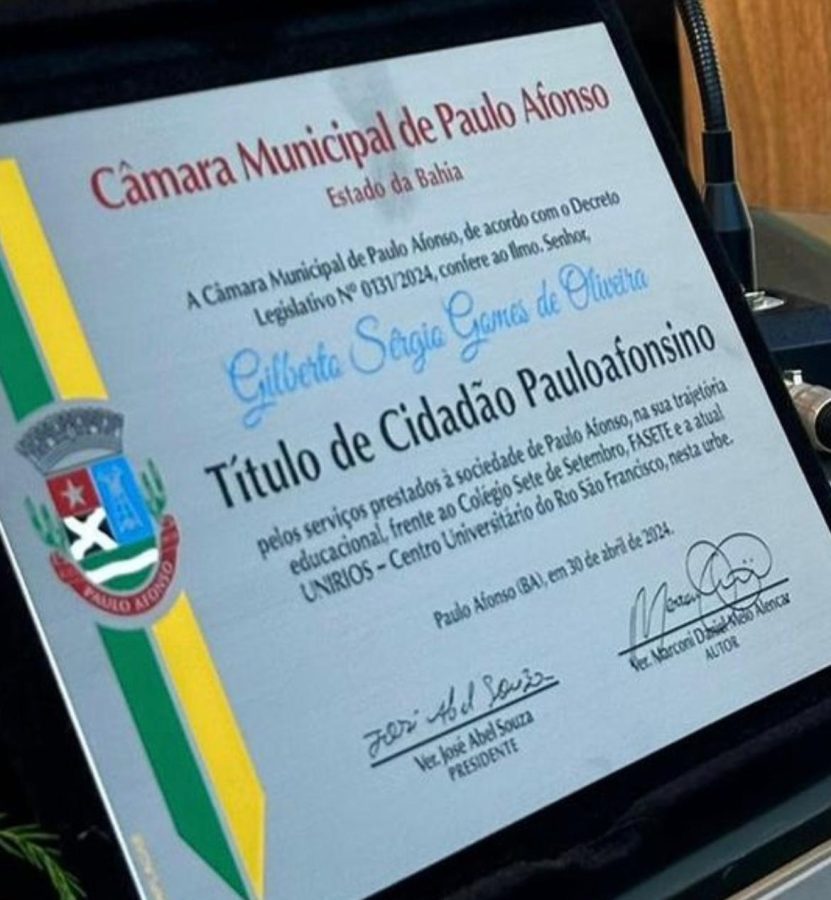 Câmara Municipal de Paulo Afonso
Estado da Bahia
A Câmara Municipal de Paulo Afonso, de acordo com o Decreto
Legislativo Nº 0131/2024, confere ao Ilmo. Senhor,
Gilberto Sérgio Gomes de Oliveira
Título de Cidadão Pauloafonsino
pelos serviços prestados à sociedade de Paulo Afonso, na sua trajetória
educacional, frente ao Colégio Sete de Setembro, FASETE e a atual
UNIRIOS – Centro Universitário do Rio São Francisco, nesta urbe.
Paulo Afonso (BA), em 30 de abril de 2024.
PAULO AFONSO
José Abel Souza
Ver. José Abel Souza
PRESIDENTE
Ver. Marconi Daniel Melo Alencar
AUTOR